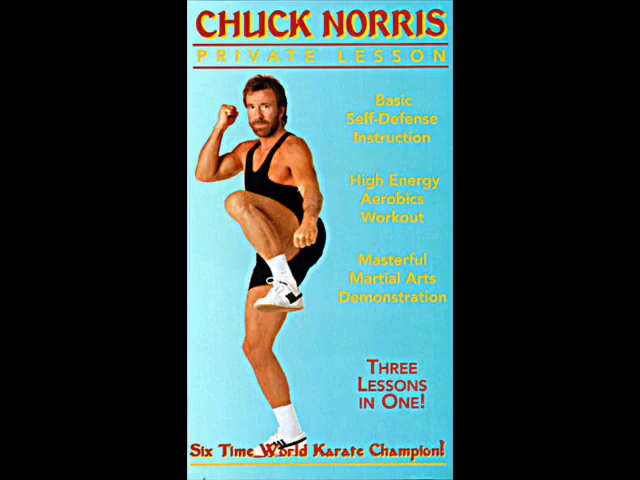 CHUCK NORRIS
PRIVATE LESSON
Basic
Self-Defense
Instruction
High Energy
Aerobics
Workout
Masterful
Martial Arts
Demonstration
THREE
LESSONS
IN ONE!
Six Time World Karate Champion!